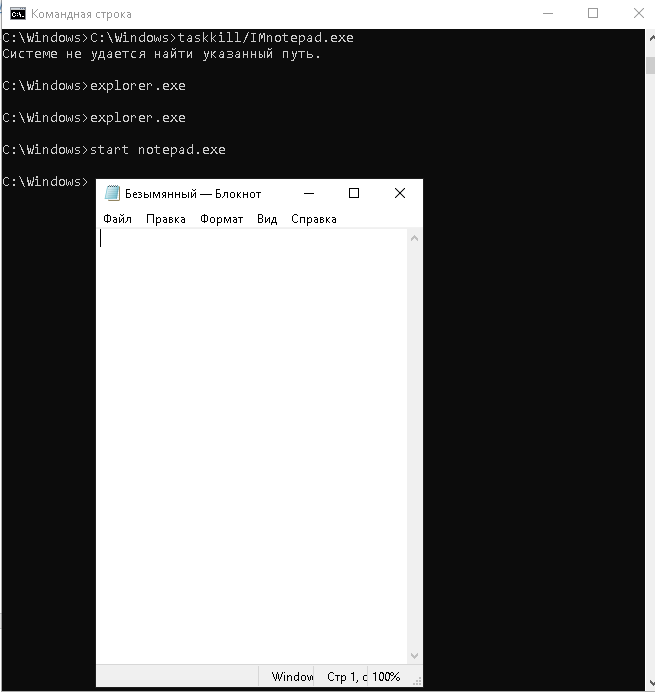 Командная строка
C:\Windows>C:\Windows>taskkill/IMnotepad.exe
Системе не удается найти указанный путь.
C:\Windows>explorer.exe
C:\Windows>explorer.exe
C:\Windows>start notepad.exe
C:\Windows>
Безымянный — Блокнот
Файл Правка Формат Вид Справка
Window Стр 1, с 100%